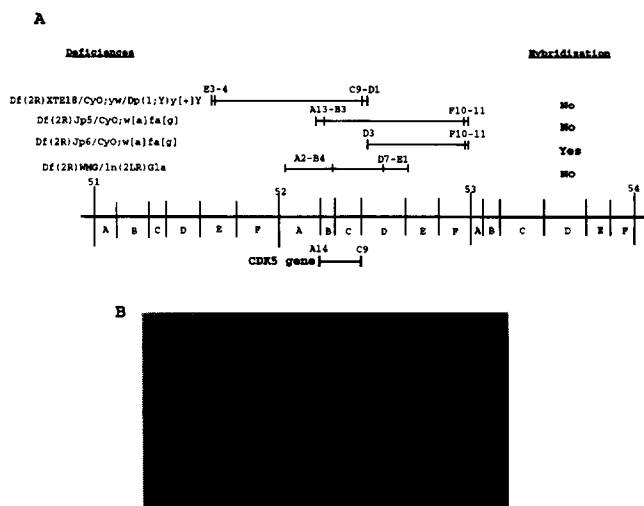 A
Deficiances
Hybridization
E3-4 C9-D1
Df(2R)XTE18/CyO;yw/Dp(1;Y)y[+]Y
No
A13-B3 F10-11
Df(2R)Jp5/CyO;w[a]fa[g]
No
D3 F10-11
Df(2R)Jp6/CyO;w[a]fa[g]
Yes
A2-B4 D7-E1
Df(2R)WMG/ln(2LR)Gla
No
51 52 53 54
A B C D E F A B C D E F A B C D E F
A14 C9
CDK5 gene
B